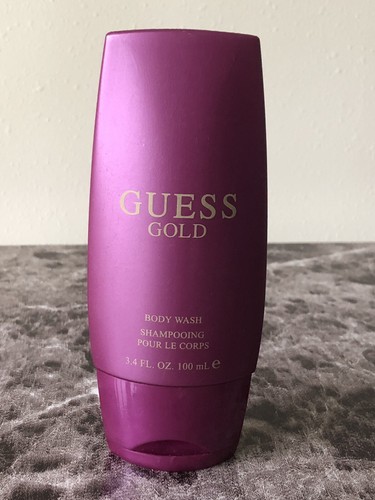 GUESS
GOLD
BODY WASH
SHAMPOOING
POUR LE CORPS
3.4 FL. OZ. 100 mL ℮